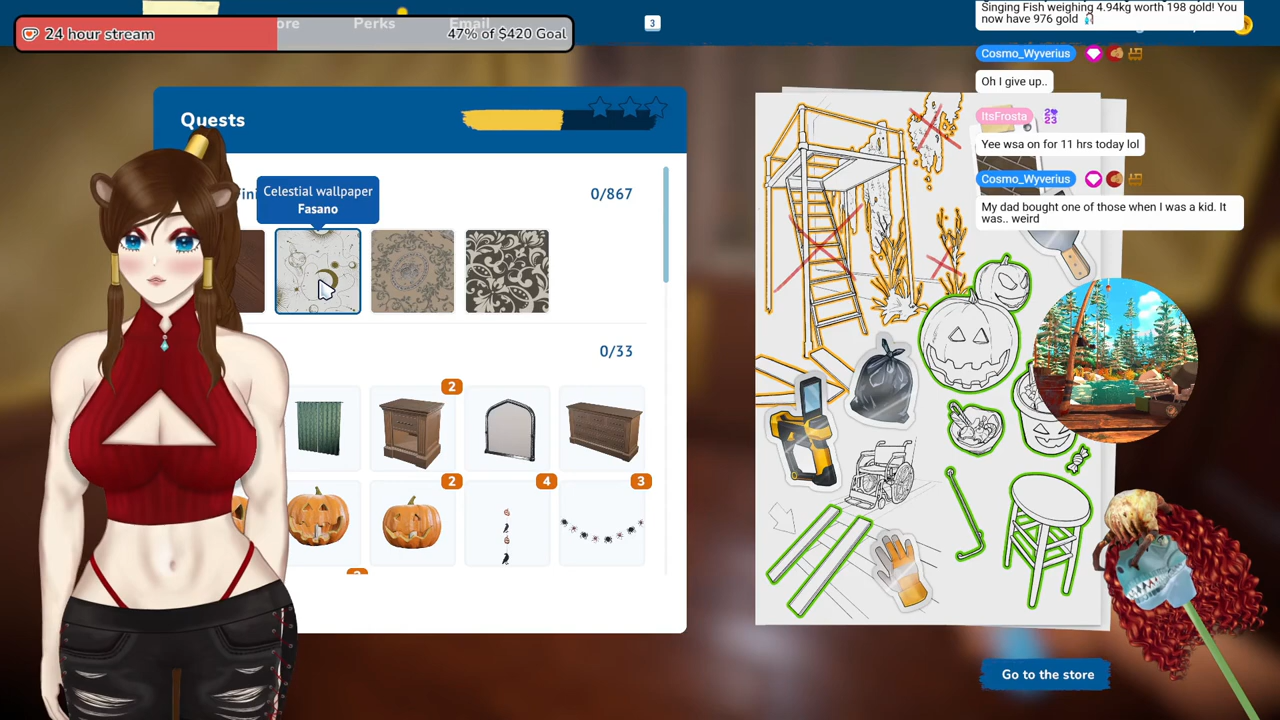 24 hour stream
47% of $420 Goal
Perks
Email
3
Singing Fish weighing 4.94kg worth 198 gold! You
now have 976 gold
Cosmo_Wyverius
Oh I give up..
ItsFrosta
Yee wsa on for 11 hrs today lol
Cosmo_Wyverius
My dad bought one of those when I was a kid. It
was.. weird
Quests
Celestial wallpaper
Fasano
0/867
0/33
2
2
4
3
Go to the store